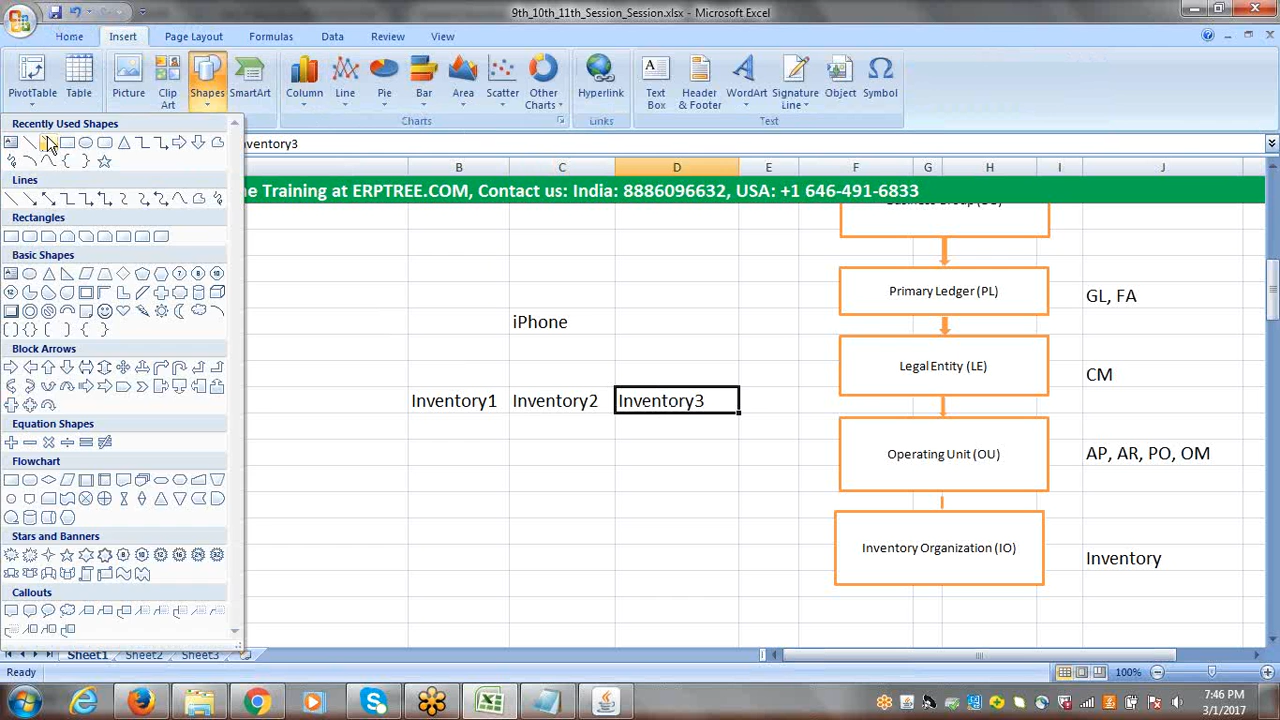 9th_10th_11th_Session_Session.xlsx - Microsoft Excel
Home Insert Page Layout Formulas Data Review View
PivotTable Table Picture Clip Art Shapes SmartArt Column Line Pie Bar Area Scatter Other Charts Hyperlink Text Box Header & Footer WordArt Signature Line Object Symbol
Charts Links Text
Recently Used Shapes
nventory3
B C D E F G H I J
Lines
ne Training at ERPTREE.COM, Contact us: India: 8886096632, USA: +1 646-491-6833
Rectangles
Basic Shapes
Primary Ledger (PL)
GL, FA
iPhone
Block Arrows
Legal Entity (LE)
CM
Inventory1 Inventory2 Inventory3
Equation Shapes
Operating Unit (OU)
AP, AR, PO, OM
Flowchart
Stars and Banners
Inventory Organization (IO)
Inventory
Callouts
Sheet1 Sheet2 Sheet3
Ready
100%
7:46 PM
3/1/2017